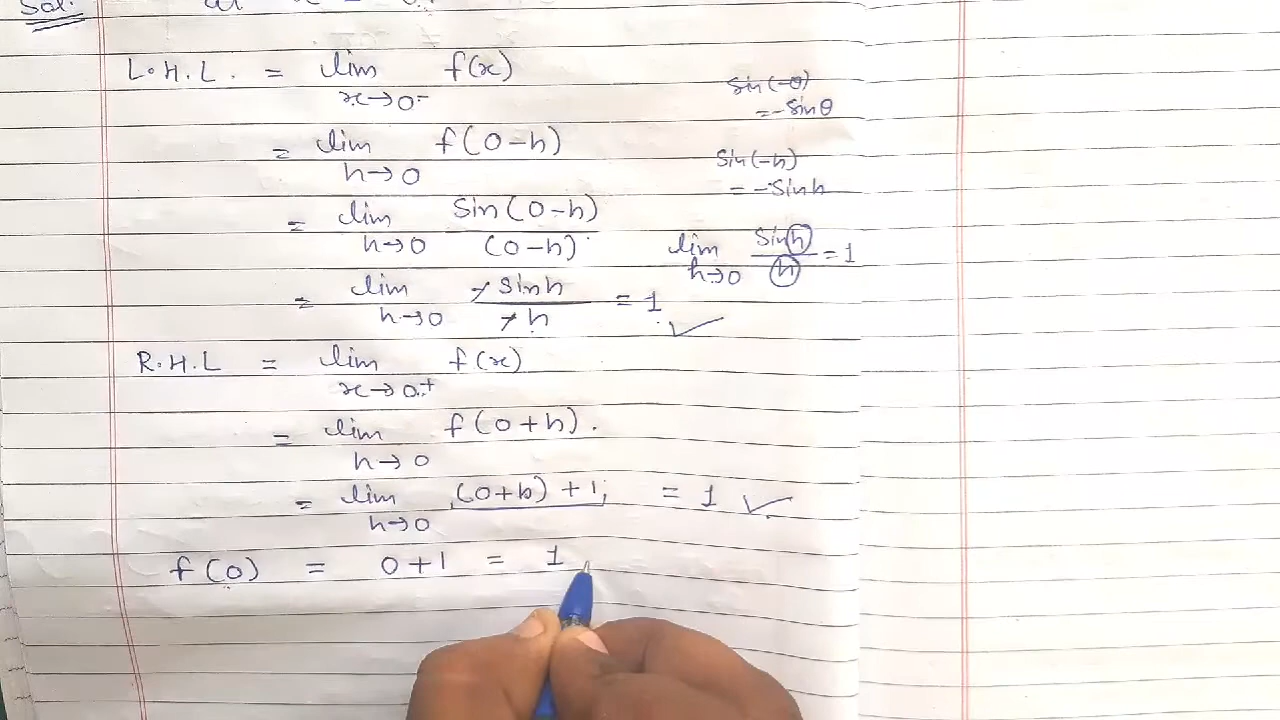 Sol.
L.H.L. = lim f(x)
x→0-
= lim f(0-h)
h→0
= lim sin(0-h)
h→0 (0-h)
= lim -sinh = 1
h→0 -h
sin(-θ)
= -sinθ
sin(-h)
= -sinh
lim sinh = 1
h→0 h
R.H.L = lim f(x)
x→0+
= lim f(0+h).
h→0
= lim (0+h) +1 = 1
h→0
f(0) = 0+1 = 1